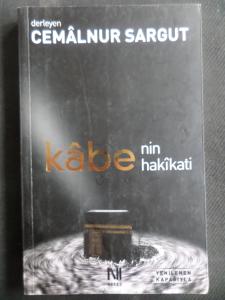 derleyen
CEMÂLNUR SARGUT
kâbe nin
hakîkati
NEFES
YENİLENEN
KAPAĞIYLA